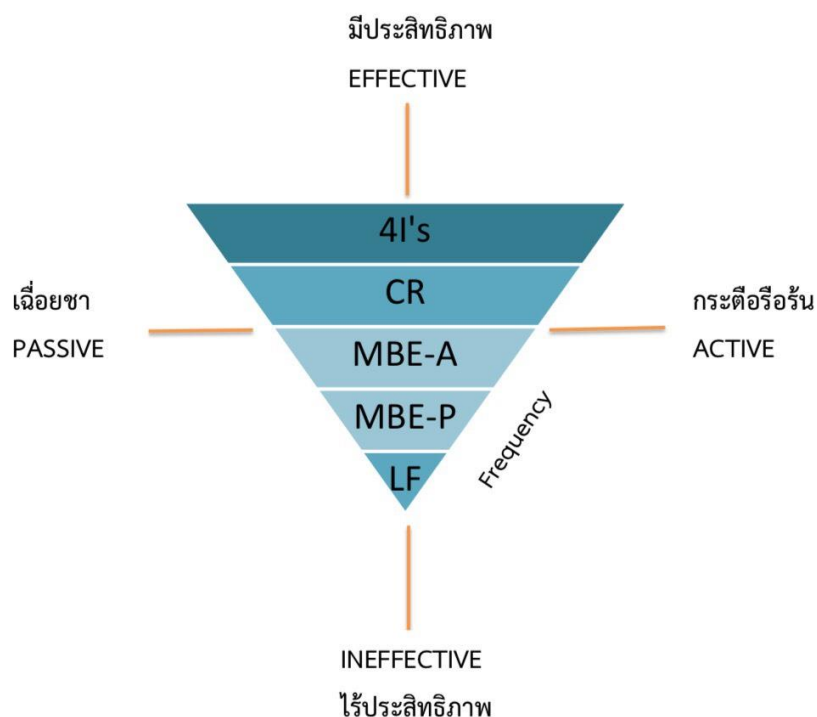 มีประสิทธิภาพ
EFFECTIVE
4I's
CR
เฉื่อยชา
PASSIVE
กระตือรือร้น
ACTIVE
MBE-A
MBE-P
Frequency
LF
INEFFECTIVE
ไร้ประสิทธิภาพ